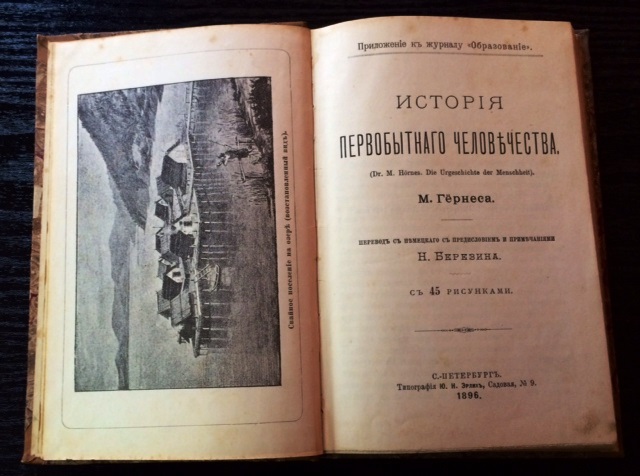 Свайное поселеніе на озерѣ (возстановленный видъ).
Приложеніе къ журналу «Образованіе».
ИСТОРІЯ
ПЕРВОБЫТНАГО ЧЕЛОВѢЧЕСТВА.
(Dr. M. Hörnes. Die Urgeschichte der Menschheit).
М. Гёрнеса.
ПЕРЕВОДЪ СЪ НѢМЕЦКАГО СЪ ПРЕДИСЛОВІЕМЪ И ПРИМѢЧАНІЯМИ
Н. БЕРЕЗИНА.
СЪ 45 РИСУНКАМИ.
С.-ПЕТЕРБУРГЪ.
Типографія Ю. Н. Эрлихъ, Садовая, № 9.
1896.